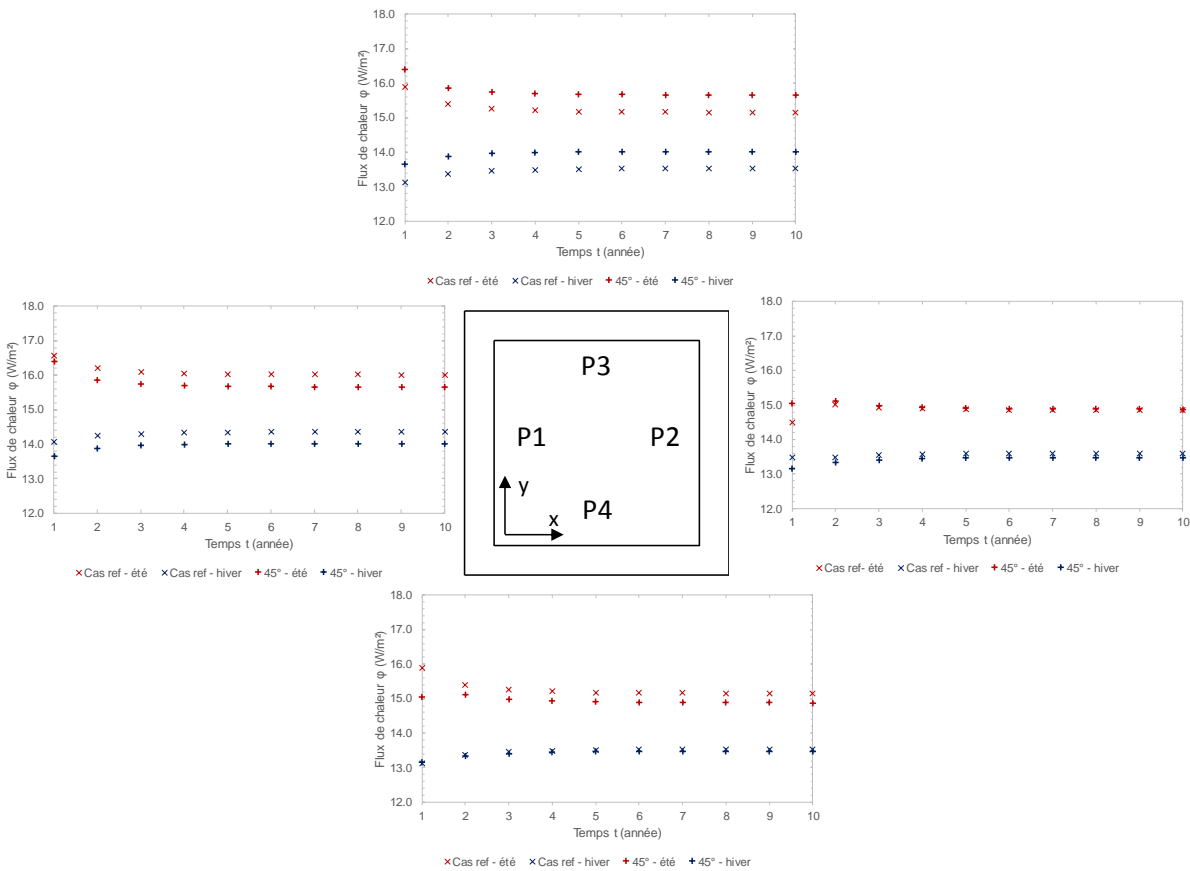 Flux de chaleur φ (W/m²)
18.0
17.0
16.0
15.0
14.0
13.0
12.0
1 2 3 4 5 6 7 8 9 10
Temps t (année)
Cas ref - été Cas ref - hiver 45° - été 45° - hiver
Flux de chaleur φ (W/m²)
18.0
17.0
16.0
15.0
14.0
13.0
12.0
1 2 3 4 5 6 7 8 9 10
Temps t (année)
Cas ref - été Cas ref - hiver 45° - été 45° - hiver
P3
P1 P2
y
P4
x
Flux de chaleur φ (W/m²)
18.0
17.0
16.0
15.0
14.0
13.0
12.0
1 2 3 4 5 6 7 8 9 10
Temps t (année)
Cas ref- été Cas ref - hiver 45° - été 45° - hiver
Flux de chaleur φ (W/m²)
18.0
17.0
16.0
15.0
14.0
13.0
12.0
1 2 3 4 5 6 7 8 9 10
Temps t (année)
Cas ref - été Cas ref - hiver 45° - été 45° - hiver